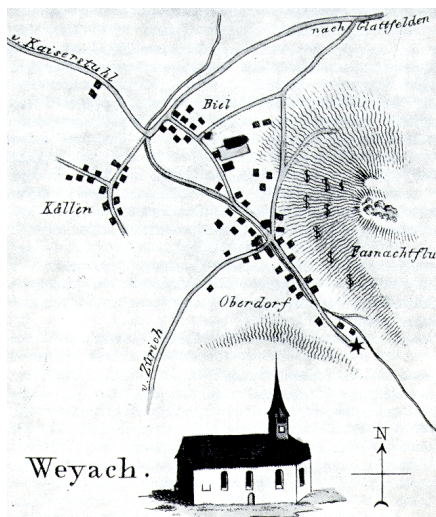 v. Kaiserstuhl
nach Glattfelden
Biel
Källen
Fasnachtflu
Oberdorf
v. Zürich
Weyach.
N